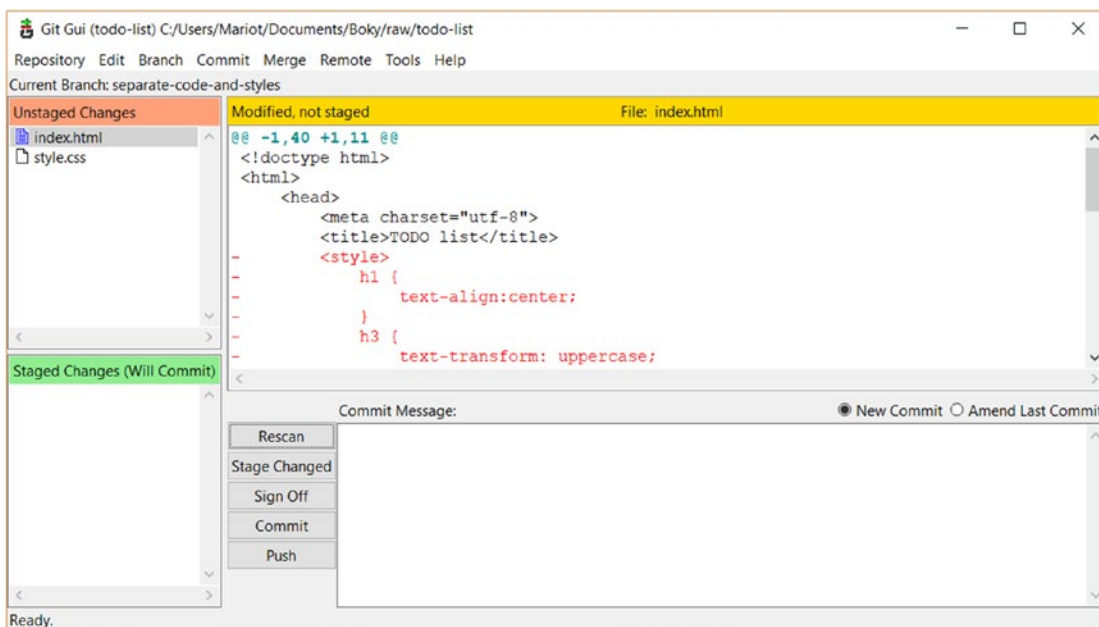 Git Gui (todo-list) C:/Users/Mariot/Documents/Boky/raw/todo-list
Repository Edit Branch Commit Merge Remote Tools Help
Current Branch: separate-code-and-styles
Unstaged Changes
index.html
style.css
Staged Changes (Will Commit)
Modified, not staged File: index.html
@@ -1,40 +1,11 @@
<!doctype html>
<html>
<head>
<meta charset="utf-8">
<title>TODO list</title>
- <style>
- h1 {
- text-align:center;
- }
- h3 {
- text-transform: uppercase;
Commit Message:
New Commit Amend Last Commit
Rescan
Stage Changed
Sign Off
Commit
Push
Ready.